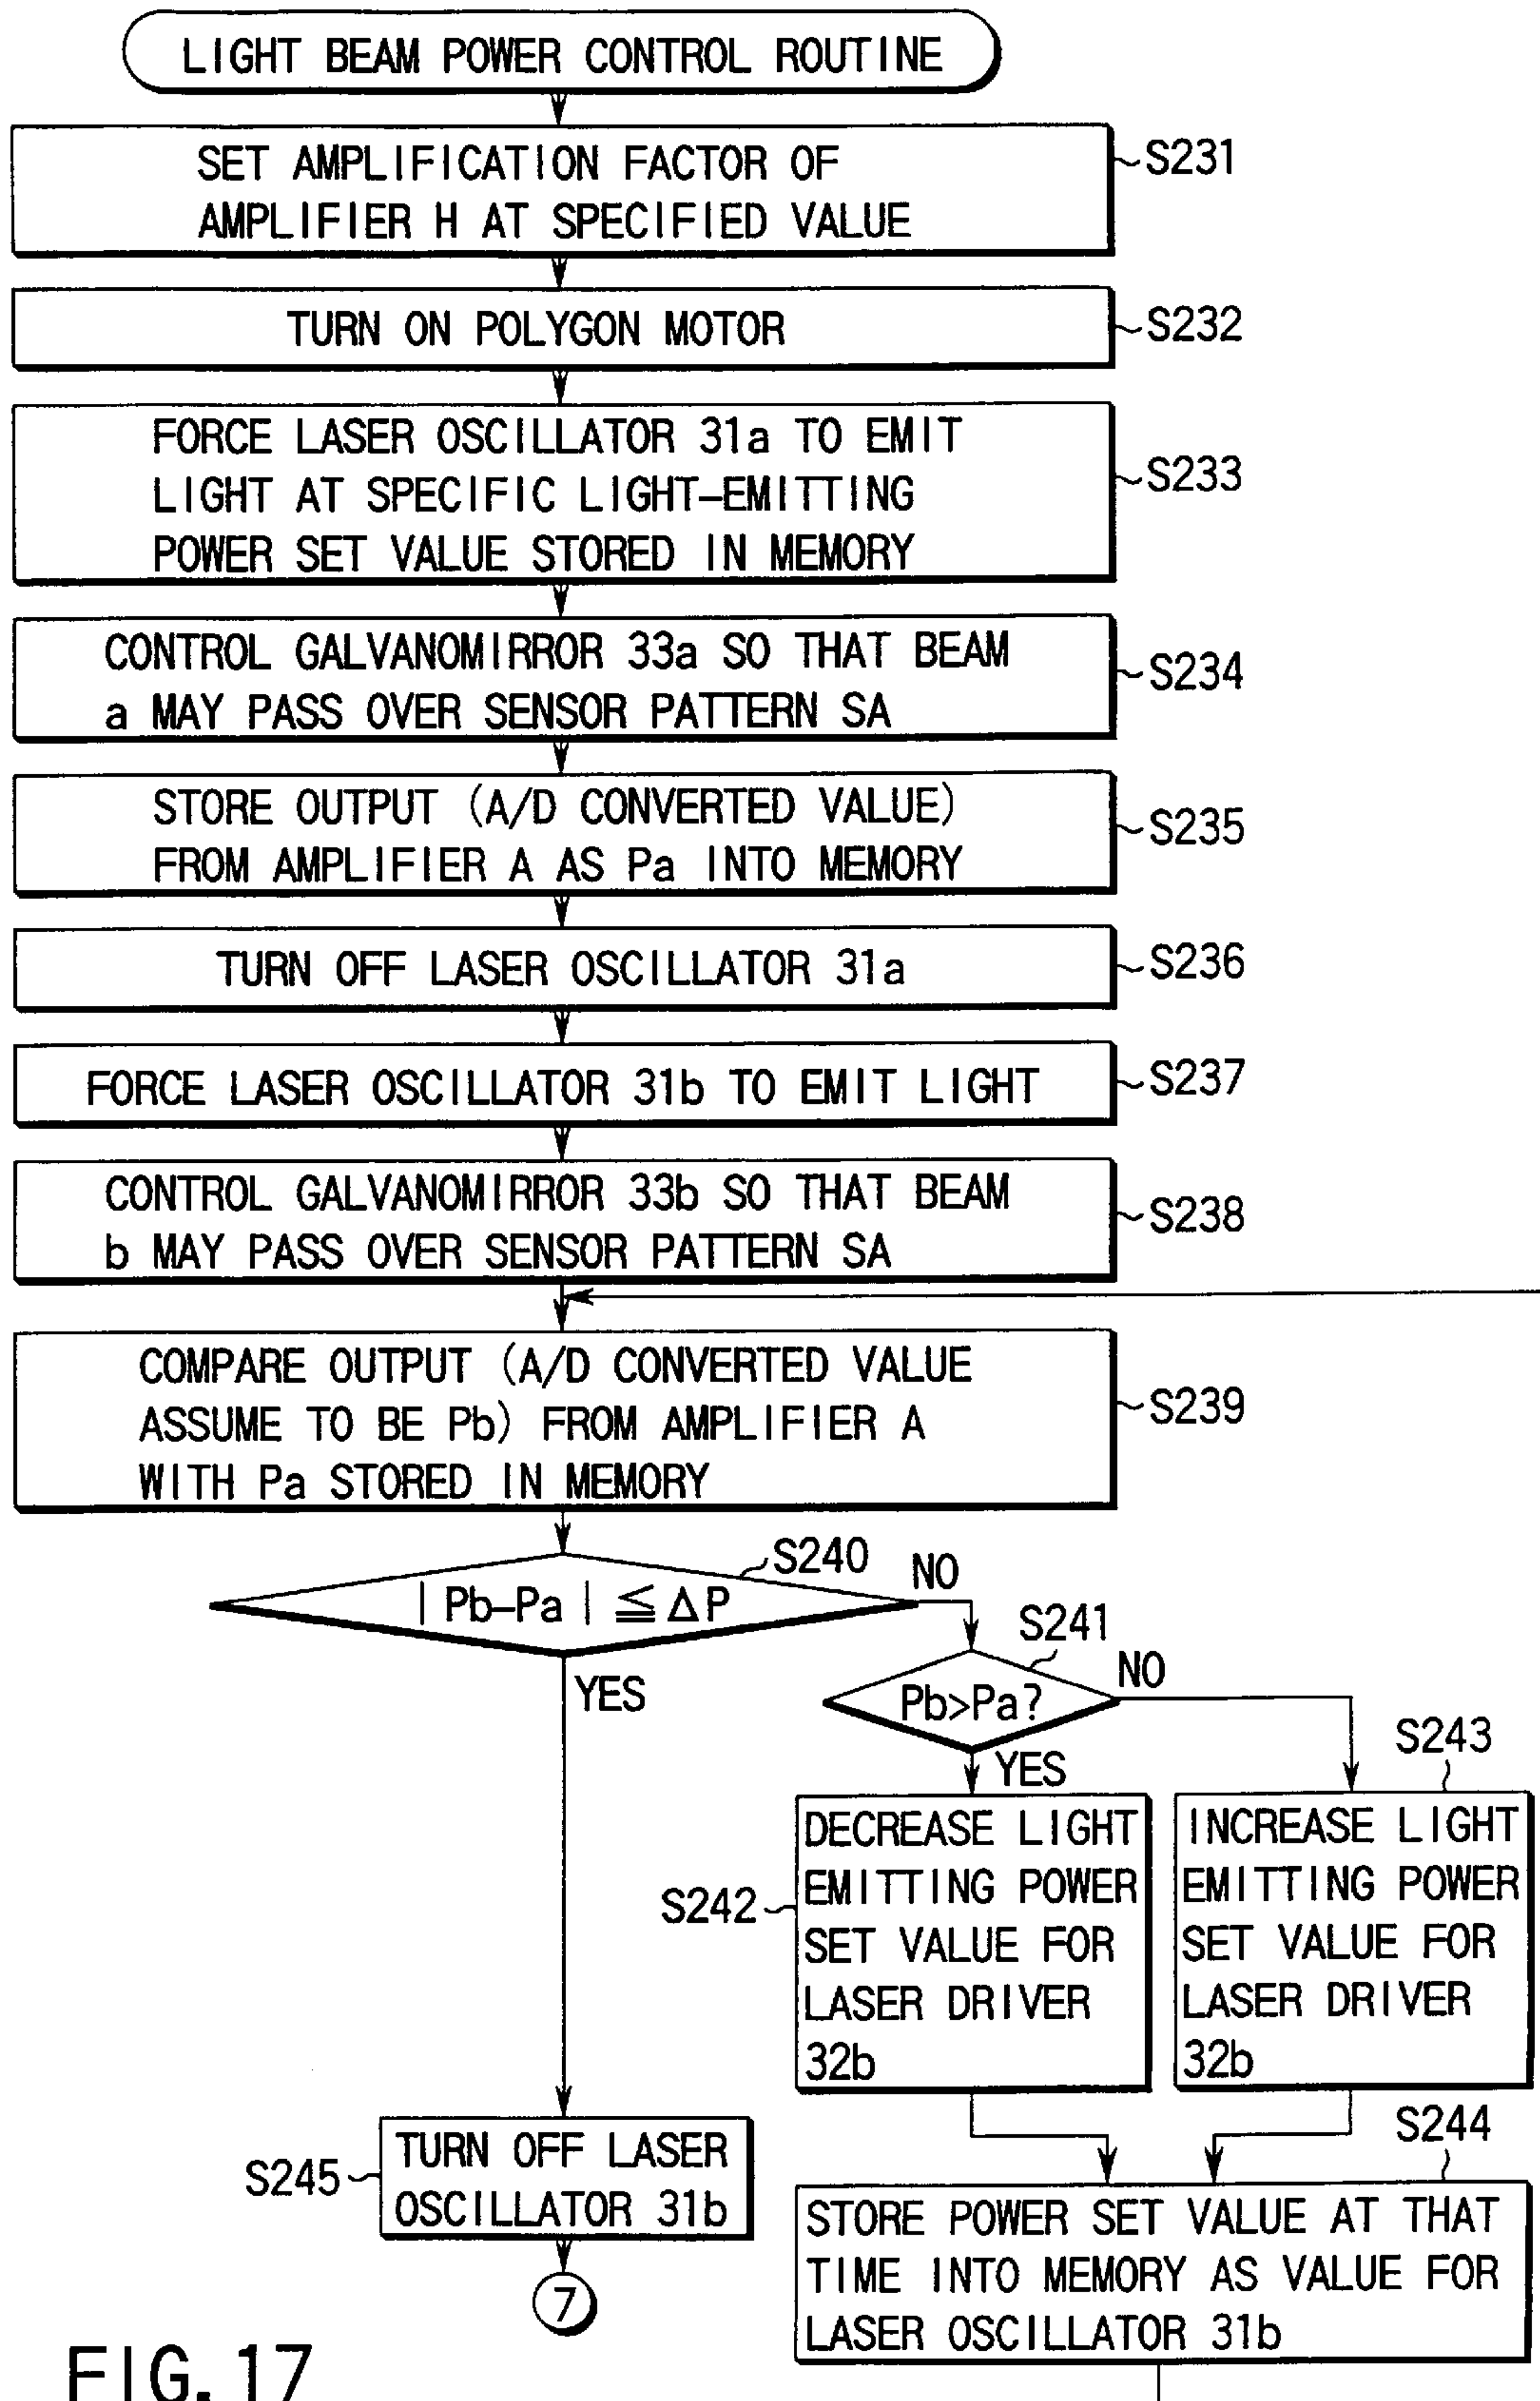 LIGHT BEAM POWER CONTROL ROUTINE
SET AMPLIFICATION FACTOR OF
AMPLIFIER H AT SPECIFIED VALUE
S231
TURN ON POLYGON MOTOR
S232
FORCE LASER OSCILLATOR 31a TO EMIT
LIGHT AT SPECIFIC LIGHT-EMITTING
POWER SET VALUE STORED IN MEMORY
S233
CONTROL GALVANOMIRROR 33a SO THAT BEAM
a MAY PASS OVER SENSOR PATTERN SA
S234
STORE OUTPUT (A/D CONVERTED VALUE)
FROM AMPLIFIER A AS Pa INTO MEMORY
S235
TURN OFF LASER OSCILLATOR 31a
S236
FORCE LASER OSCILLATOR 31b TO EMIT LIGHT
S237
CONTROL GALVANOMIRROR 33b SO THAT BEAM
b MAY PASS OVER SENSOR PATTERN SA
S238
COMPARE OUTPUT (A/D CONVERTED VALUE
ASSUME TO BE Pb) FROM AMPLIFIER A
WITH Pa STORED IN MEMORY
S239
S240
|Pb-Pa| ≦ ΔP
NO
YES
S241
Pb>Pa?
NO
YES
S242
DECREASE LIGHT
EMITTING POWER
SET VALUE FOR
LASER DRIVER
32b
S243
INCREASE LIGHT
EMITTING POWER
SET VALUE FOR
LASER DRIVER
32b
S244
STORE POWER SET VALUE AT THAT
TIME INTO MEMORY AS VALUE FOR
LASER OSCILLATOR 31b
S245
TURN OFF LASER
OSCILLATOR 31b
7
FIG. 17